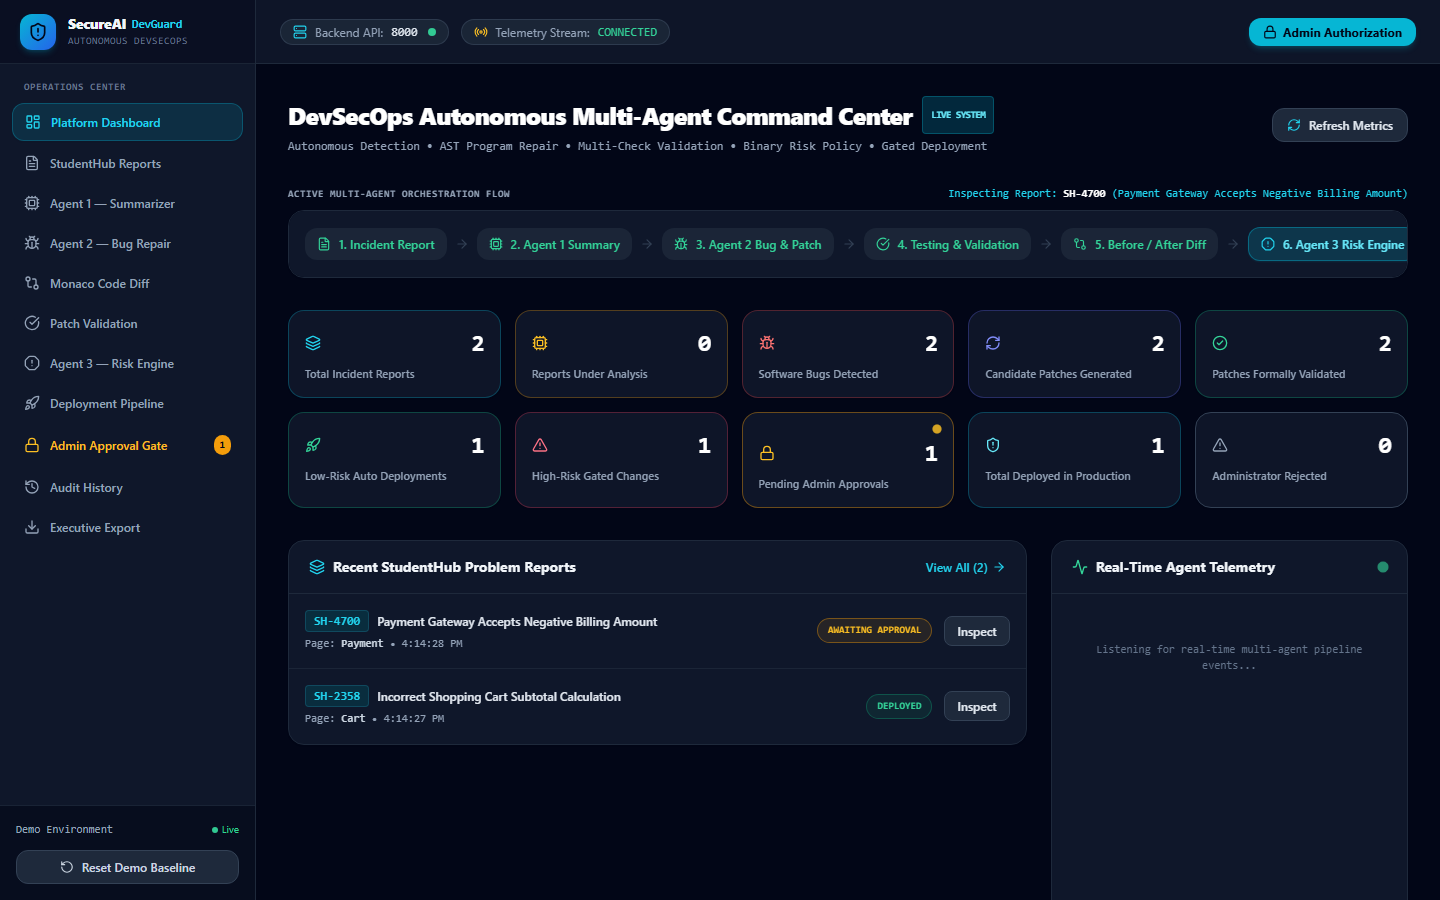 SecureAI DevGuard
AUTONOMOUS DEVSECOPS
Backend API: 8000
Telemetry Stream: CONNECTED
Admin Authorization
OPERATIONS CENTER
Platform Dashboard
StudentHub Reports
Agent 1 — Summarizer
Agent 2 — Bug Repair
Monaco Code Diff
Patch Validation
Agent 3 — Risk Engine
Deployment Pipeline
Admin Approval Gate 1
Audit History
Executive Export
Demo Environment Live
Reset Demo Baseline
DevSecOps Autonomous Multi-Agent Command Center LIVE SYSTEM
Autonomous Detection • AST Program Repair • Multi-Check Validation • Binary Risk Policy • Gated Deployment
Refresh Metrics
ACTIVE MULTI-AGENT ORCHESTRATION FLOW
Inspecting Report: SH-4700 (Payment Gateway Accepts Negative Billing Amount)
1. Incident Report
2. Agent 1 Summary
3. Agent 2 Bug & Patch
4. Testing & Validation
5. Before / After Diff
6. Agent 3 Risk Engine
2
Total Incident Reports
0
Reports Under Analysis
2
Software Bugs Detected
2
Candidate Patches Generated
2
Patches Formally Validated
1
Low-Risk Auto Deployments
1
High-Risk Gated Changes
1
Pending Admin Approvals
1
Total Deployed in Production
0
Administrator Rejected
Recent StudentHub Problem Reports
View All (2)
SH-4700 Payment Gateway Accepts Negative Billing Amount
Page: Payment • 4:14:28 PM
AWAITING APPROVAL
Inspect
SH-2358 Incorrect Shopping Cart Subtotal Calculation
Page: Cart • 4:14:27 PM
DEPLOYED
Inspect
Real-Time Agent Telemetry
Listening for real-time multi-agent pipeline
events...